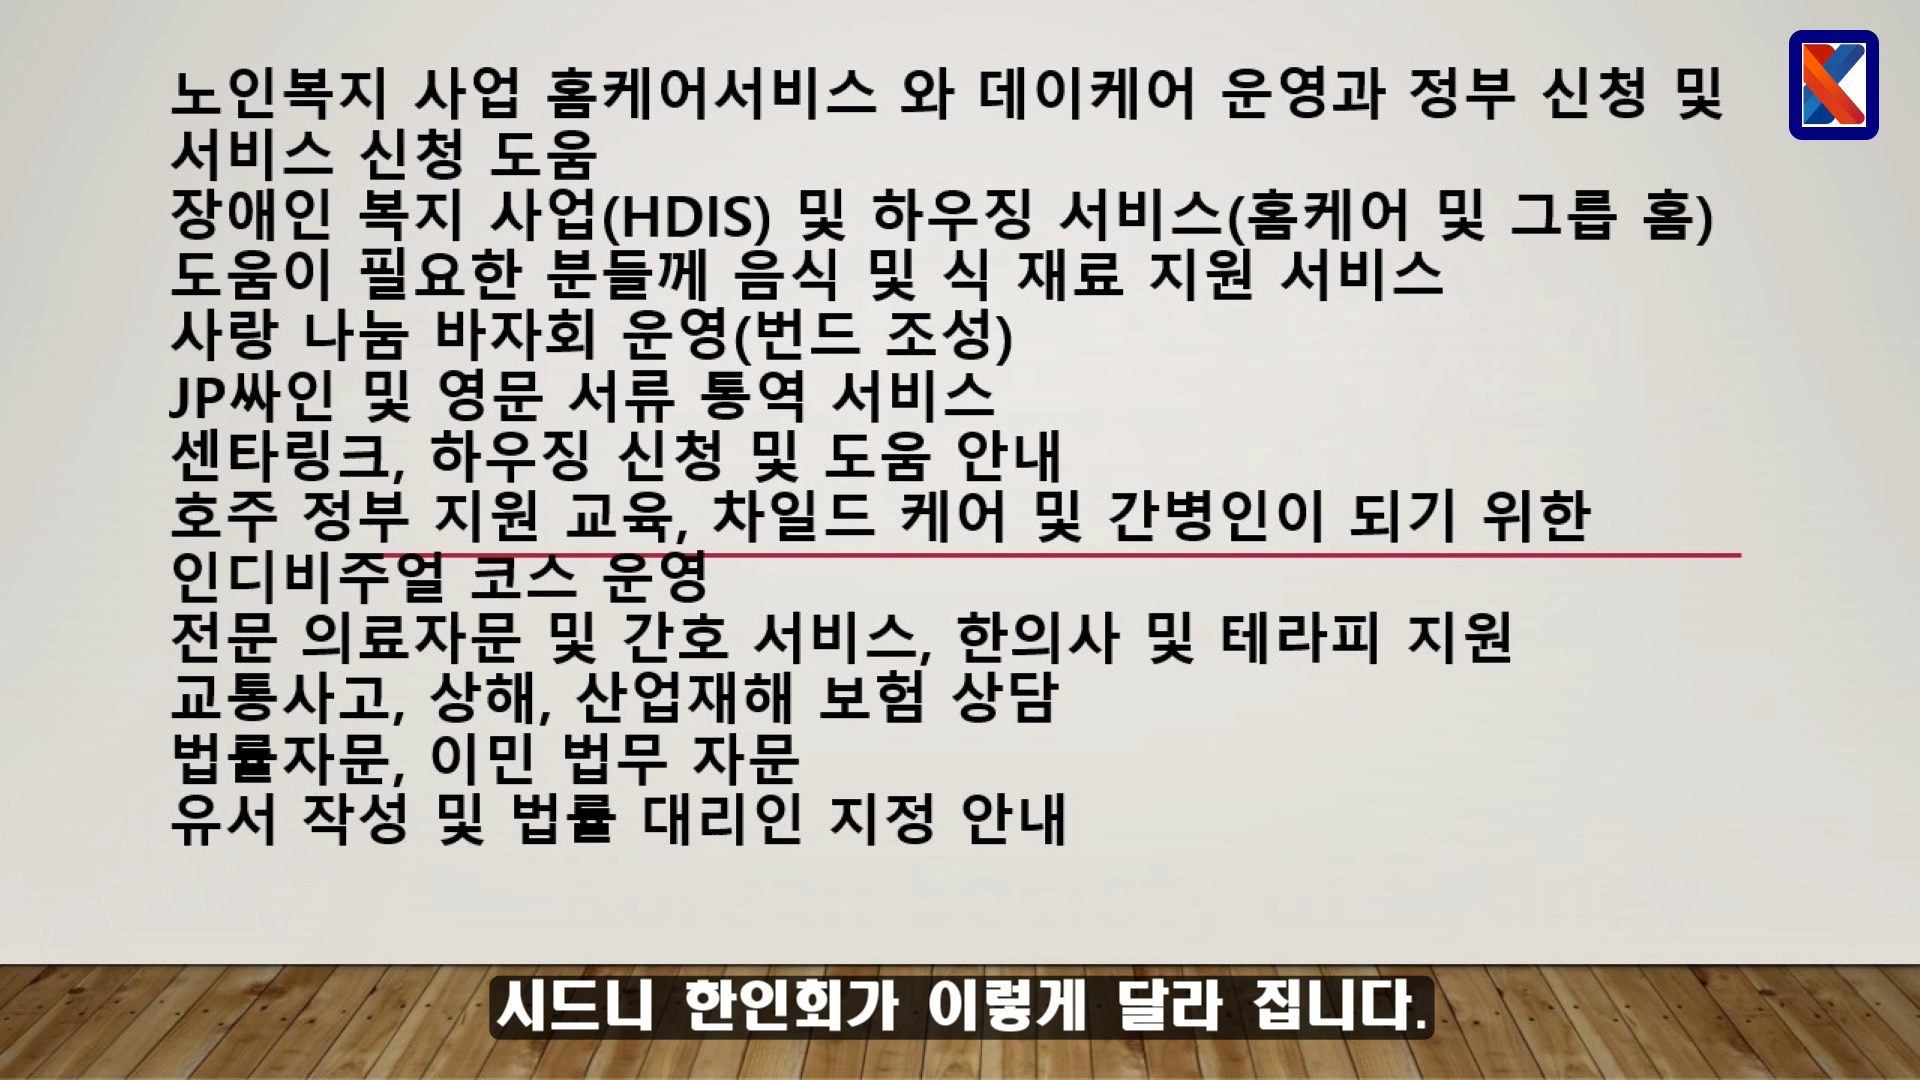 노인복지 사업 홈케어서비스 와 데이케어 운영과 정부 신청 및
서비스 신청 도움
장애인 복지 사업(HDIS) 및 하우징 서비스(홈케어 및 그룹 홈)
도움이 필요한 분들께 음식 및 식 재료 지원 서비스
사랑 나눔 바자회 운영(번드 조성)
JP싸인 및 영문 서류 통역 서비스
센타링크, 하우징 신청 및 도움 안내
호주 정부 지원 교육, 차일드 케어 및 간병인이 되기 위한
인디비주얼 코스 운영
전문 의료자문 및 간호 서비스, 한의사 및 테라피 지원
교통사고, 상해, 산업재해 보험 상담
법률자문, 이민 법무 자문
유서 작성 및 법률 대리인 지정 안내
시드니 한인회가 이렇게 달라 집니다.